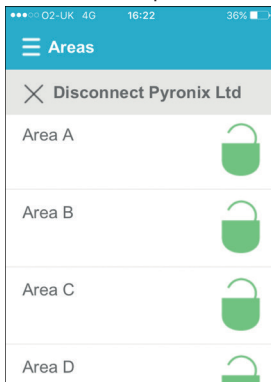 O2-UK 4G 16:22 36%
Areas
Disconnect Pyronix Ltd
Area A
Area B
Area C
Area D